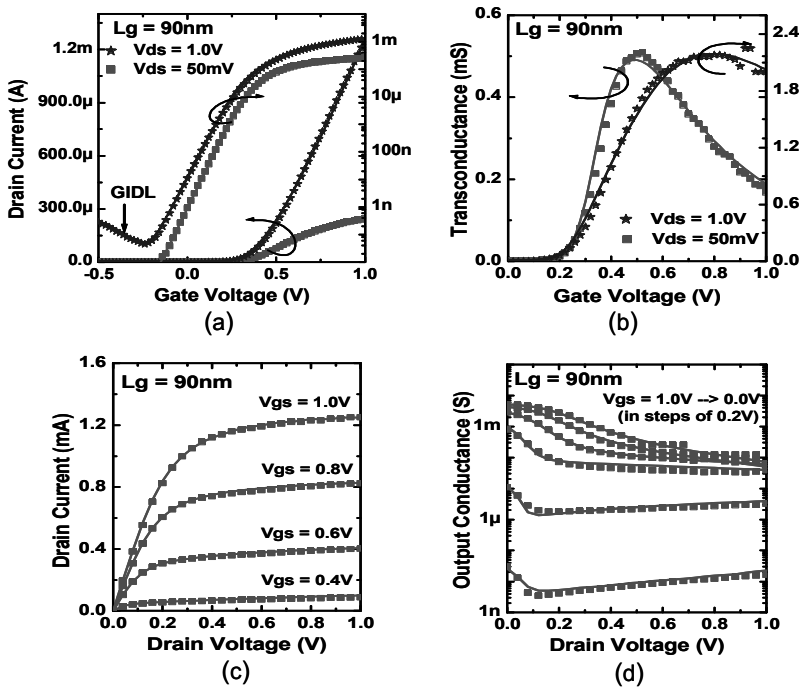 Lg = 90nm
Vds = 1.0V
Vds = 50mV
GIDL
Drain Current (A)
1.2m
900.0µ
600.0µ
300.0µ
0.0
1m
10µ
100n
1n
-0.5 0.0 0.5 1.0
Gate Voltage (V)
(a)
Lg = 90nm
Vds = 1.0V
Vds = 50mV
Transconductance (mS)
0.6
0.4
0.2
0.0
2.6
2.2
1.8
1.3
0.9
0.4
0.0
0.0 0.2 0.4 0.6 0.8 1.0
Gate Voltage (V)
(b)
Lg = 90nm
Vgs = 1.0V
Vgs = 0.8V
Vgs = 0.6V
Vgs = 0.4V
Drain Current (mA)
1.6
1.2
0.8
0.4
0.0
0.0 0.2 0.4 0.6 0.8 1.0
Drain Voltage (V)
(c)
Lg = 90nm
Vgs = 1.0V --> 0.0V
(in steps of 0.2V)
Output Conductance (S)
1m
1µ
1n
0.0 0.2 0.4 0.6 0.8 1.0
Drain Voltage (V)
(d)